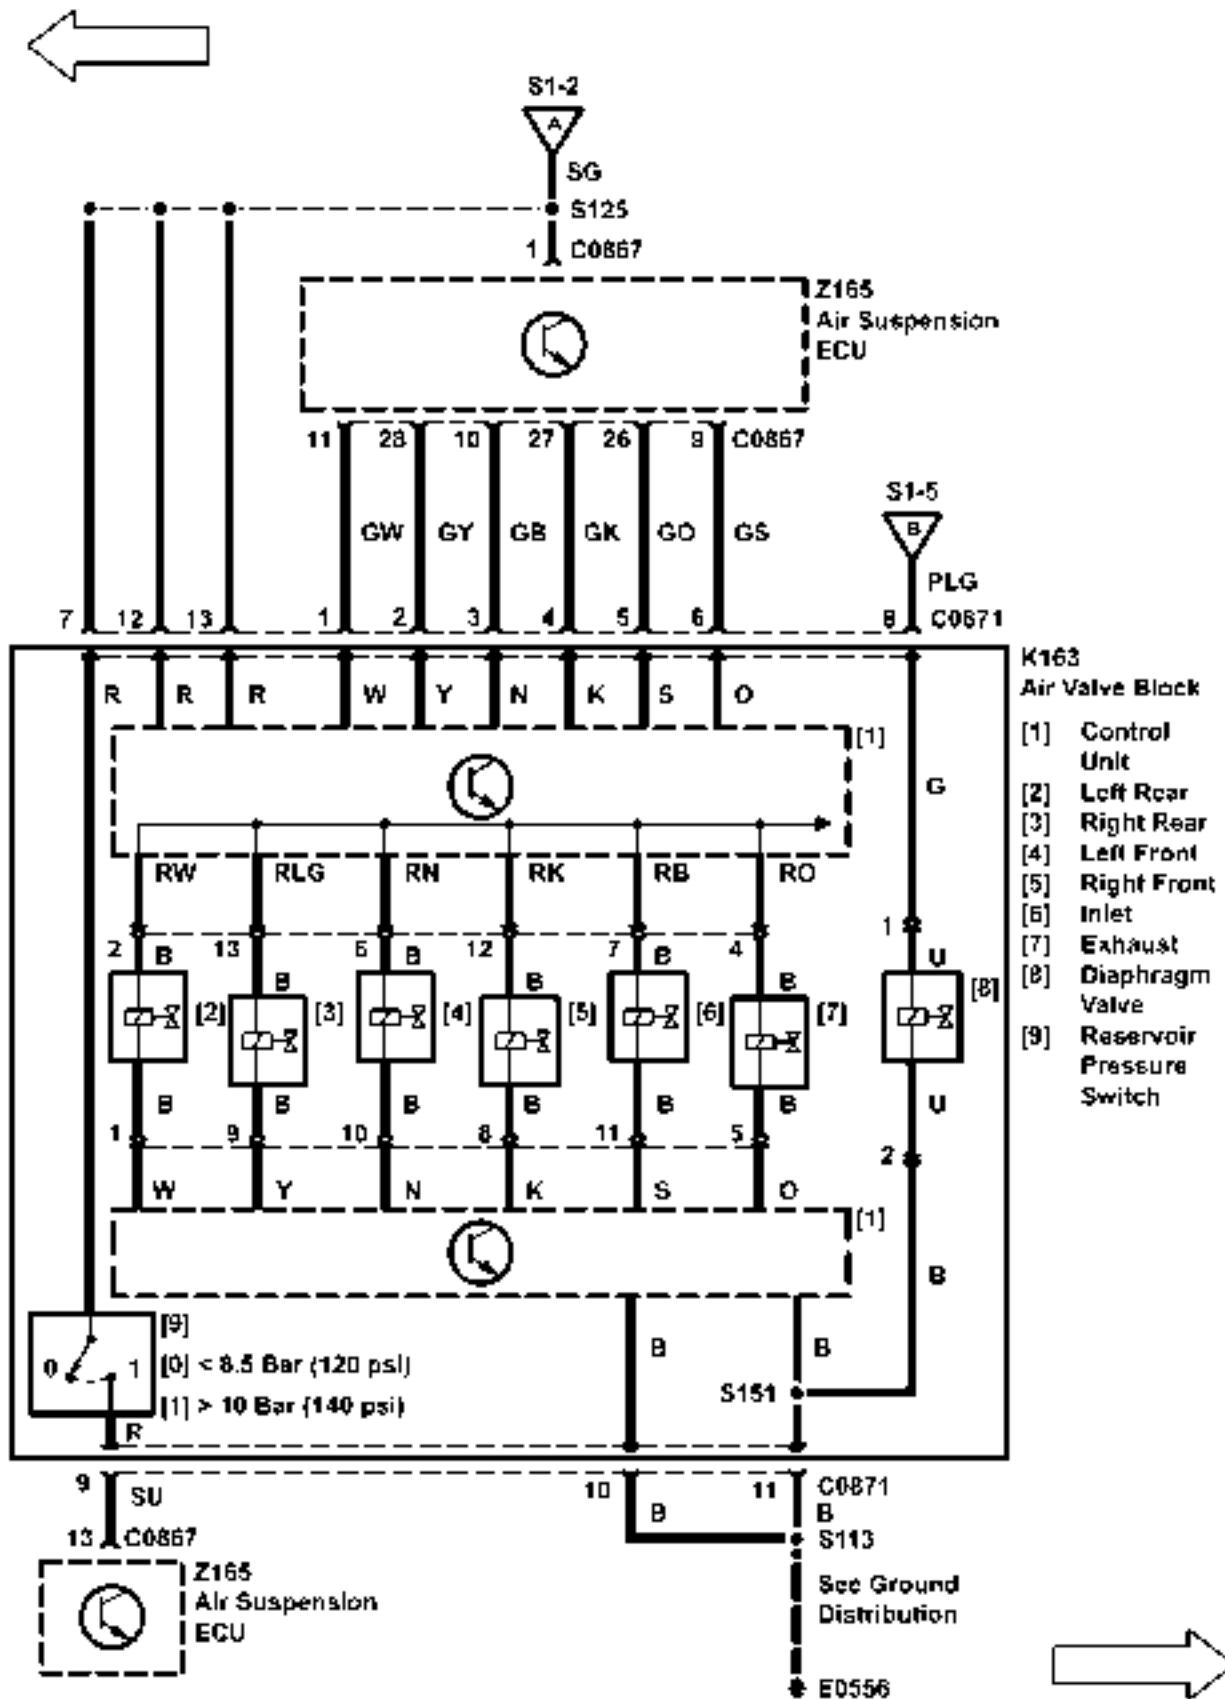 S1-2
A
SG
S125
1 C0867
Z165
Air Suspension
ECU
11 28 10 27 26 9 C0867
S1-5
B
GW GY GB GK GO GS
PLG
7 12 13 1 2 3 4 5 6 8 C0871
K163
Air Valve Block
R R R W Y N K S O
[1]
[1] Control
Unit
[2] Left Rear
[3] Right Rear
[4] Left Front
[5] Right Front
[6] Inlet
[7] Exhaust
[8] Diaphragm
Valve
[9] Reservoir
Pressure
Switch
G
RW RLG RN RK RB RO
2 13 6 12 7 4 1
B B B B B B U
[2] [3] [4] [5] [6] [7] [8]
B B B B B B U
1 9 10 8 11 5 2
W Y N K S O
[1]
B
[9]
0 1 [0] < 8.5 Bar (120 psi)
[1] > 10 Bar (140 psi)
R
B B
S151
9 10 11 C0871
SU B B
13 C0867 S113
Z165
Air Suspension
ECU
See Ground
Distribution
E0556